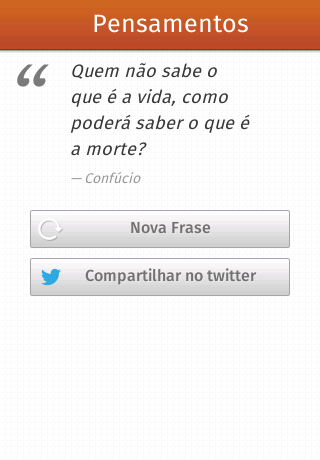 Pensamentos
“ Quem não sabe o
que é a vida, como
poderá saber o que é
a morte?
— Confúcio
Nova Frase
Compartilhar no twitter